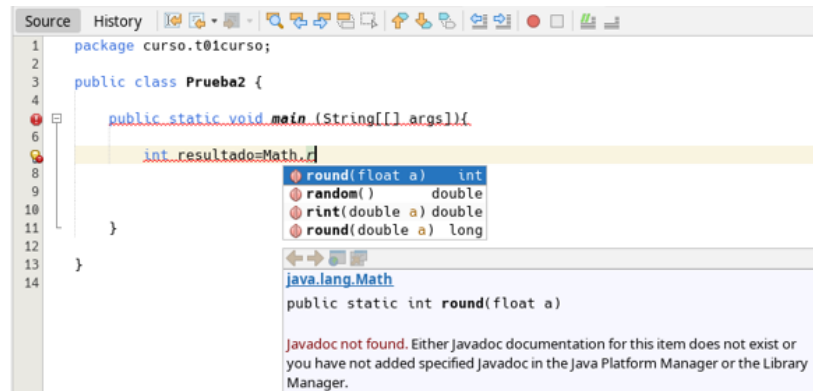 Source History
1 package curso.t01curso;
2
3 public class Prueba2 {
4
public static void main (String[[] args]){
6
int resultado=Math.r
8 round(float a) int
9 random() double
10 rint(double a) double
11 } round(double a) long
12
13 }
14
java.lang.Math
public static int round(float a)
Javadoc not found. Either Javadoc documentation for this item does not exist or
you have not added specified Javadoc in the Java Platform Manager or the Library
Manager.